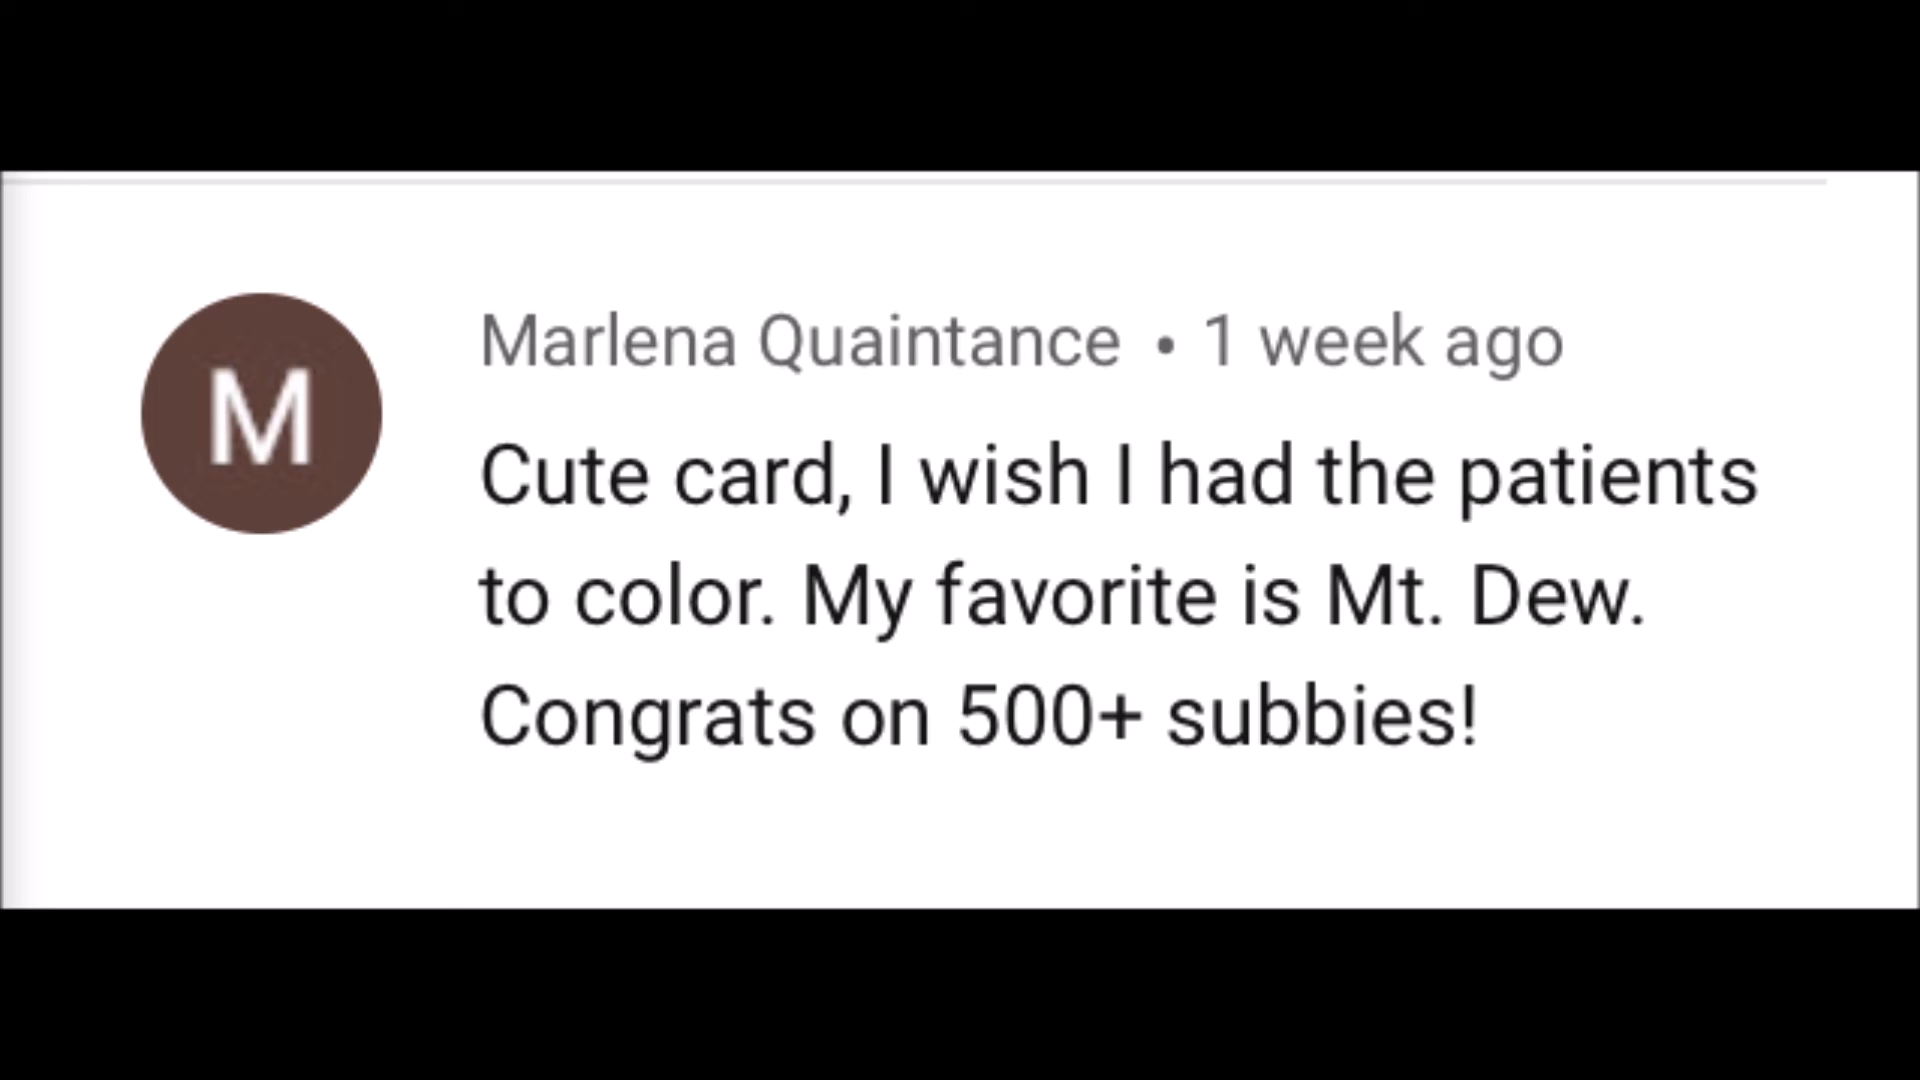 M
Marlena Quaintance • 1 week ago
Cute card, I wish I had the patients
to color. My favorite is Mt. Dew.
Congrats on 500+ subbies!